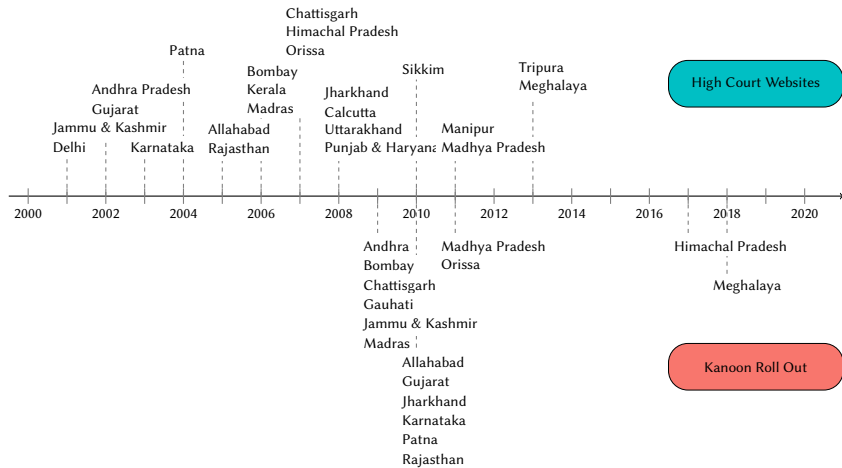 Chattisgarh
Himachal Pradesh
Orissa
Patna
Bombay
Kerala
Madras
Sikkim
Tripura
Meghalaya
High Court Websites
Andhra Pradesh
Gujarat
Jammu & Kashmir
Delhi
Karnataka
Allahabad
Rajasthan
Jharkhand
Calcutta
Uttarakhand
Punjab & Haryana
Manipur
Madhya Pradesh
2000 2002 2004 2006 2008 2010 2012 2014 2016 2018 2020
Andhra
Bombay
Chattisgarh
Gauhati
Jammu & Kashmir
Madras
Madhya Pradesh
Orissa
Himachal Pradesh
Meghalaya
Allahabad
Gujarat
Jharkhand
Karnataka
Patna
Rajasthan
Kanoon Roll Out